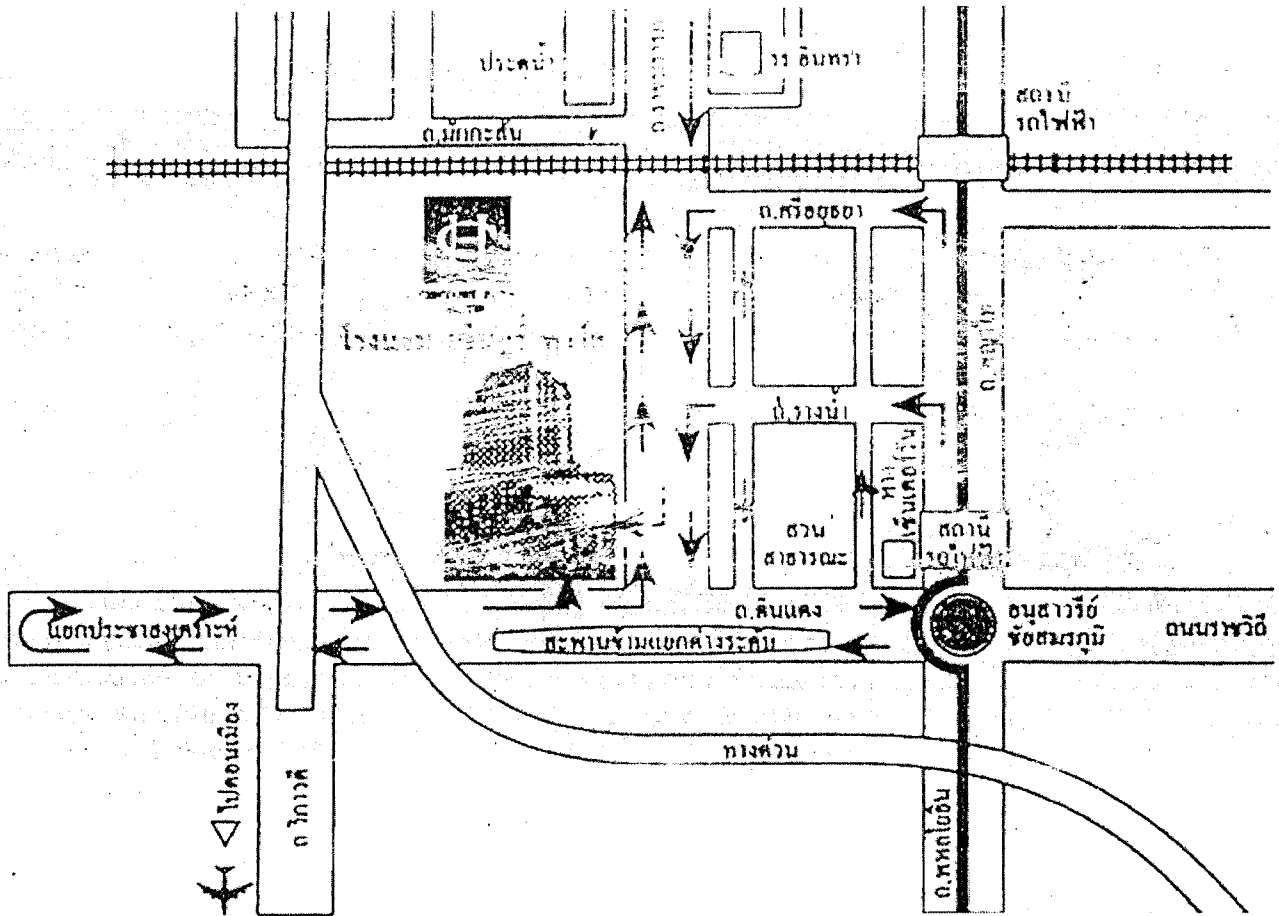 ประตูน้ำ
รร อินทรา
สถานี
รถไฟฟ้า
ถ.มักกะสัน
ถ.ศรีอยุธยา
โรงแรม
ถ.พญาไท
ถ.รางน้ำ
สวน
สาธารณะ
สถานี
แยกประชาสงเคราะห์
ถ.ดินแดง
สะพานข้ามแยกต่างระดับ
อนุสาวรีย์
ชัยสมรภูมิ
ถนนราชวิถี
ไปดอนเมือง
ถ วิภาวดี
ทางด่วน
ถ.พหลโยธิน